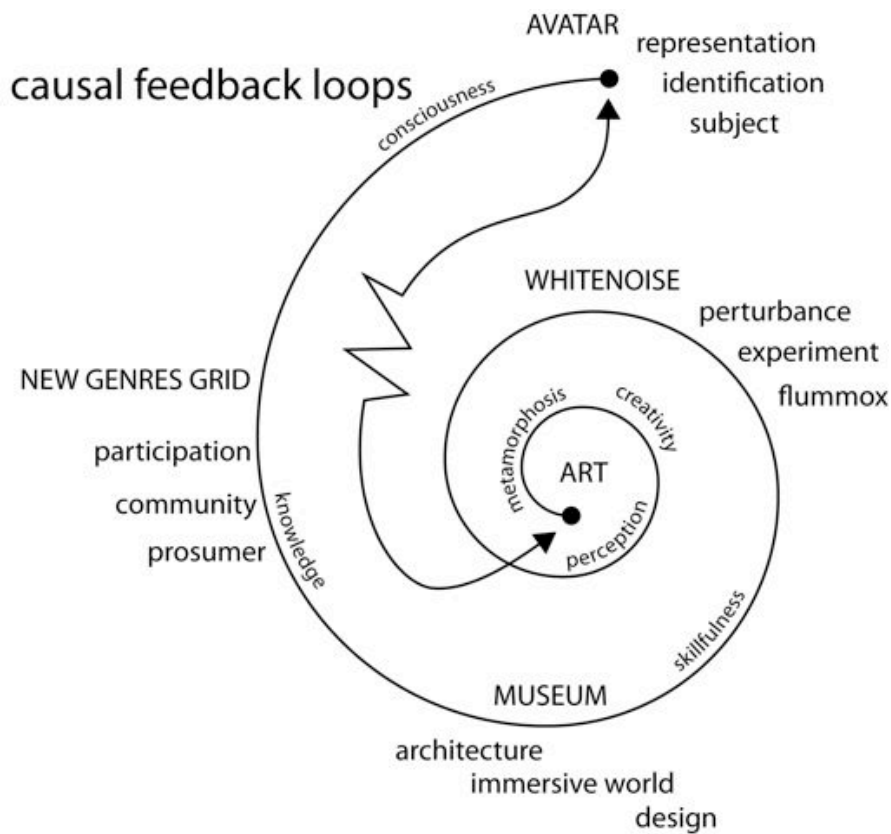 AVATAR
representation
identification
subject
causal feedback loops
consciousness
WHITENOISE
perturbance
experiment
flummox
NEW GENRES GRID
participation
community
prosumer
knowledge
metamorphosis
creativity
ART
perception
skillfulness
MUSEUM
architecture
immersive world
design